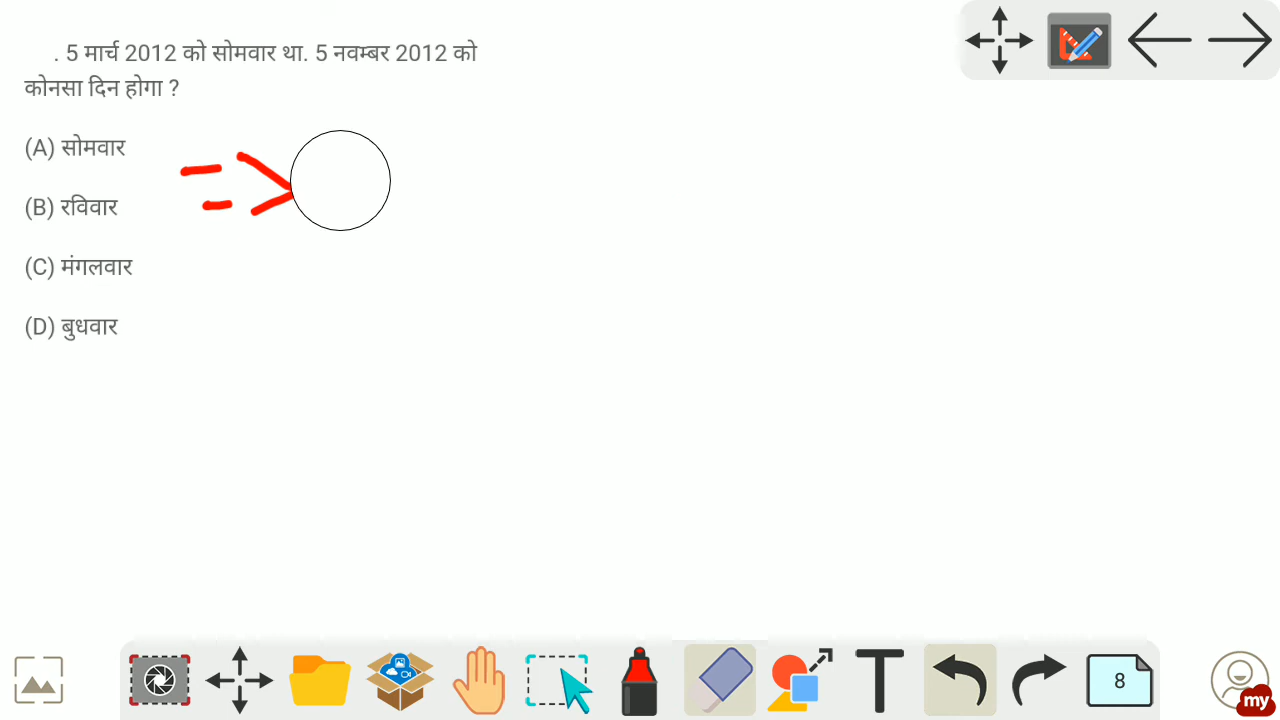 . 5 मार्च 2012 को सोमवार था. 5 नवम्बर 2012 को
कोनसा दिन होगा ?
(A) सोमवार
(B) रविवार
(C) मंगलवार
(D) बुधवार
8
my